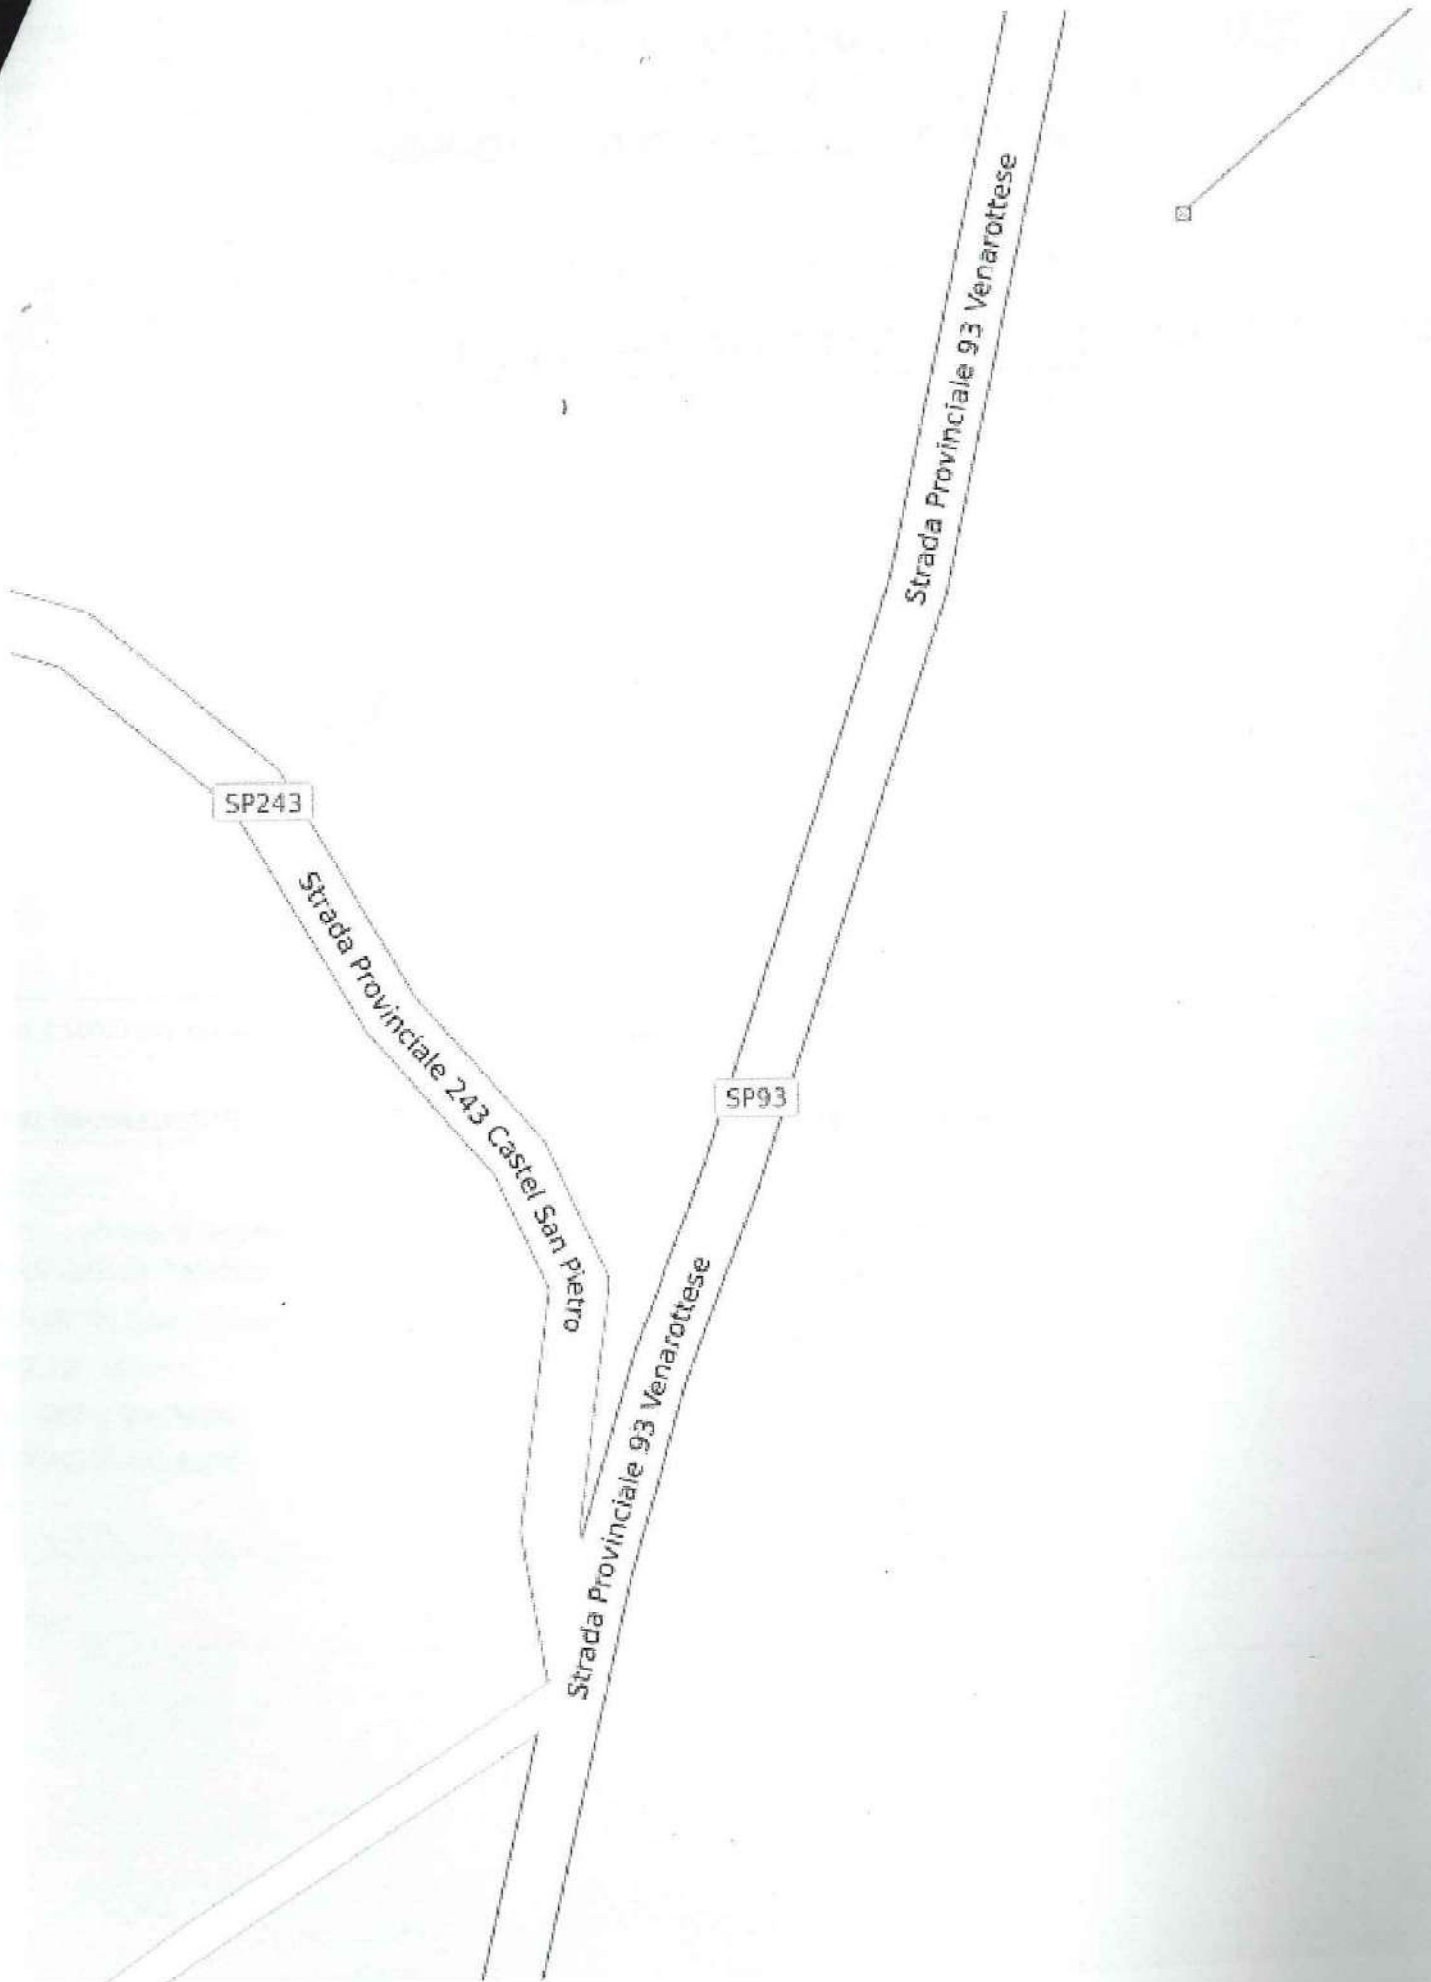 Strada Provinciale 93 Venarottese
SP243
Strada Provinciale 243 Castel San Pietro
SP93
Strada Provinciale 93 Venarottese